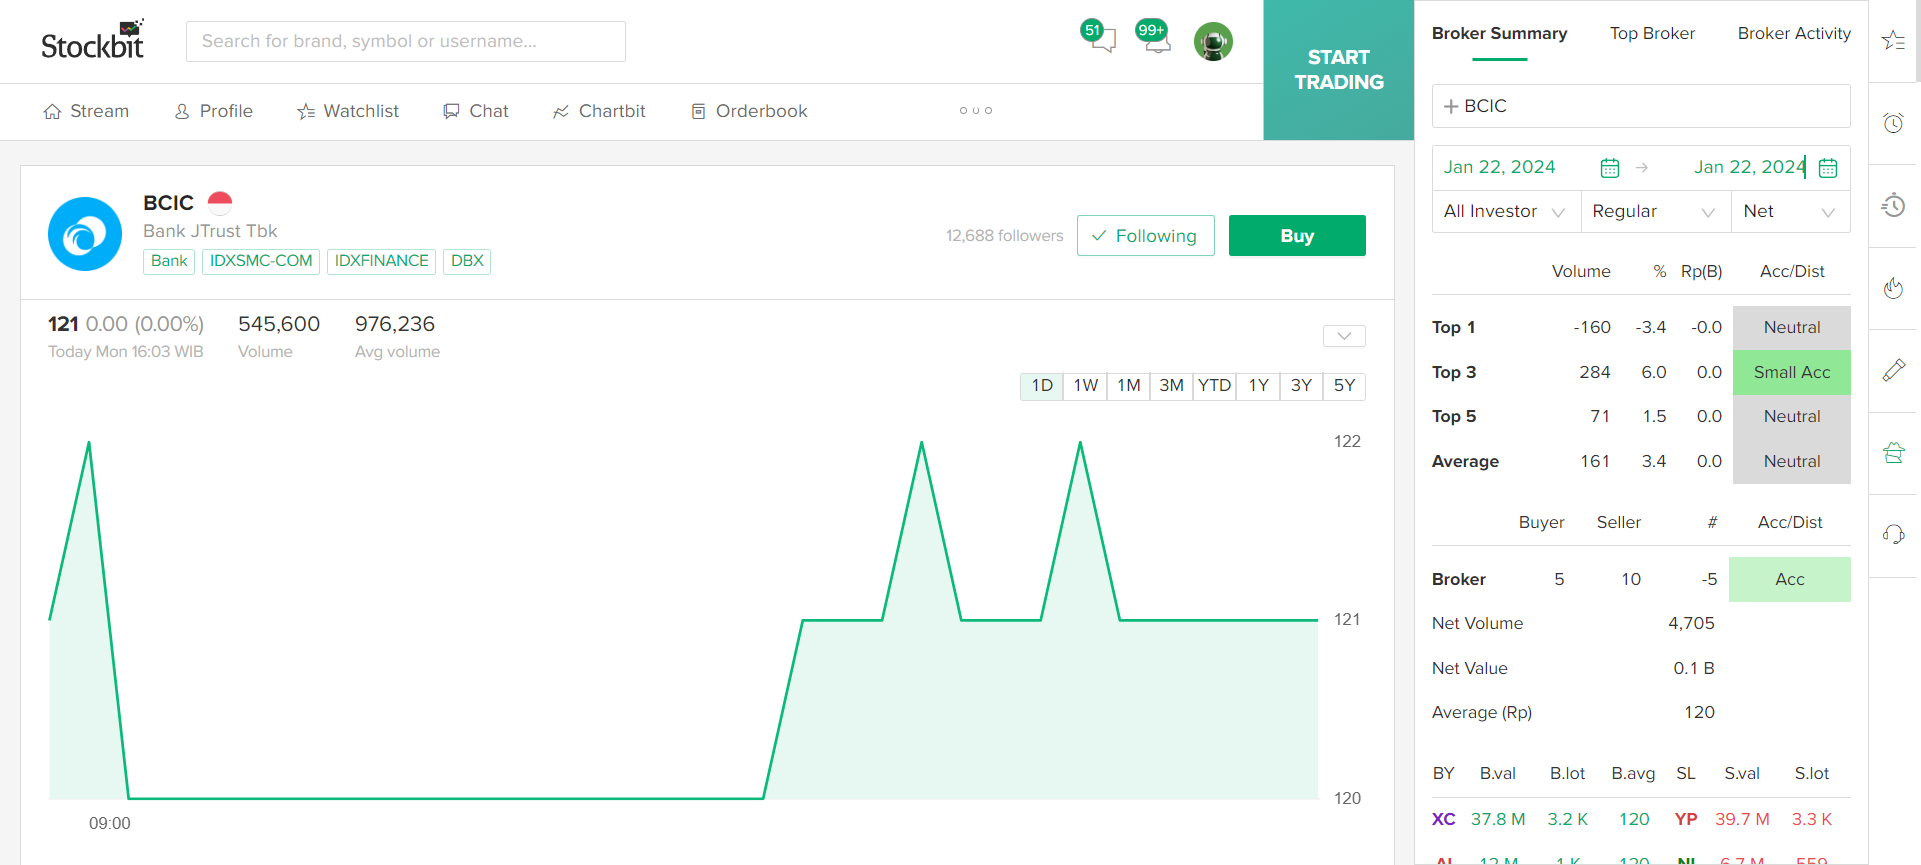 Stockbit
Search for brand, symbol or username...
51
99+
START
TRADING
Stream
Profile
Watchlist
Chat
Chartbit
Orderbook
BCIC
Bank JTrust Tbk
Bank IDXSMC-COM IDXFINANCE DBX
12,688 followers
Following
Buy
121 0.00 (0.00%) 545,600 976,236
Today Mon 16:03 WIB Volume Avg volume
1D 1W 1M 3M YTD 1Y 3Y 5Y
122
121
120
09:00
Broker Summary Top Broker Broker Activity
BCIC
Jan 22, 2024 Jan 22, 2024
All Investor Regular Net
Volume % Rp(B) Acc/Dist
Top 1 -160 -3.4 -0.0 Neutral
Top 3 284 6.0 0.0 Small Acc
Top 5 71 1.5 0.0 Neutral
Average 161 3.4 0.0 Neutral
Buyer Seller # Acc/Dist
Broker 5 10 -5 Acc
Net Volume 4,705
Net Value 0.1 B
Average (Rp) 120
BY B.val B.lot B.avg SL S.val S.lot
XC 37.8 M 3.2 K 120 YP 39.7 M 3.3 K